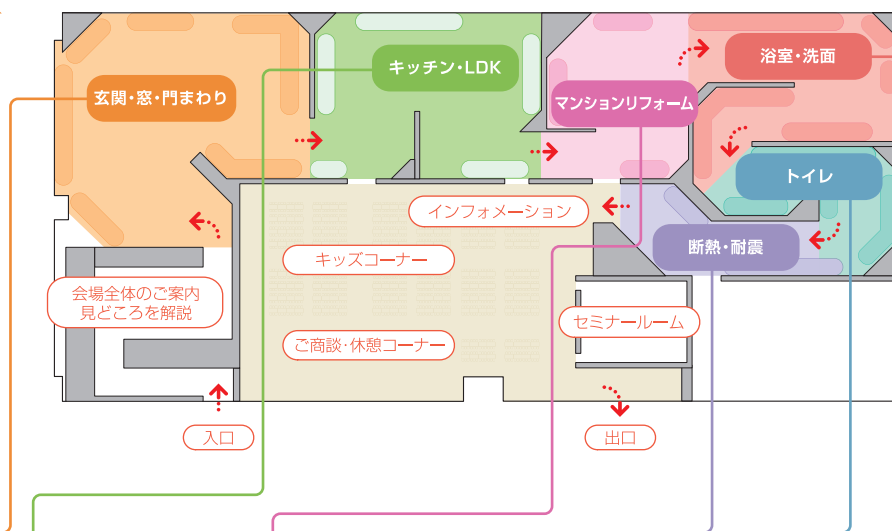 浴室・洗面
キッチン・LDK
玄関・窓・門まわり
マンションリフォーム
トイレ
インフォメーション
断熱・耐震
キッズコーナー
会場全体のご案内
見どころを解説
セミナールーム
ご商談・休憩コーナー
入口
出口